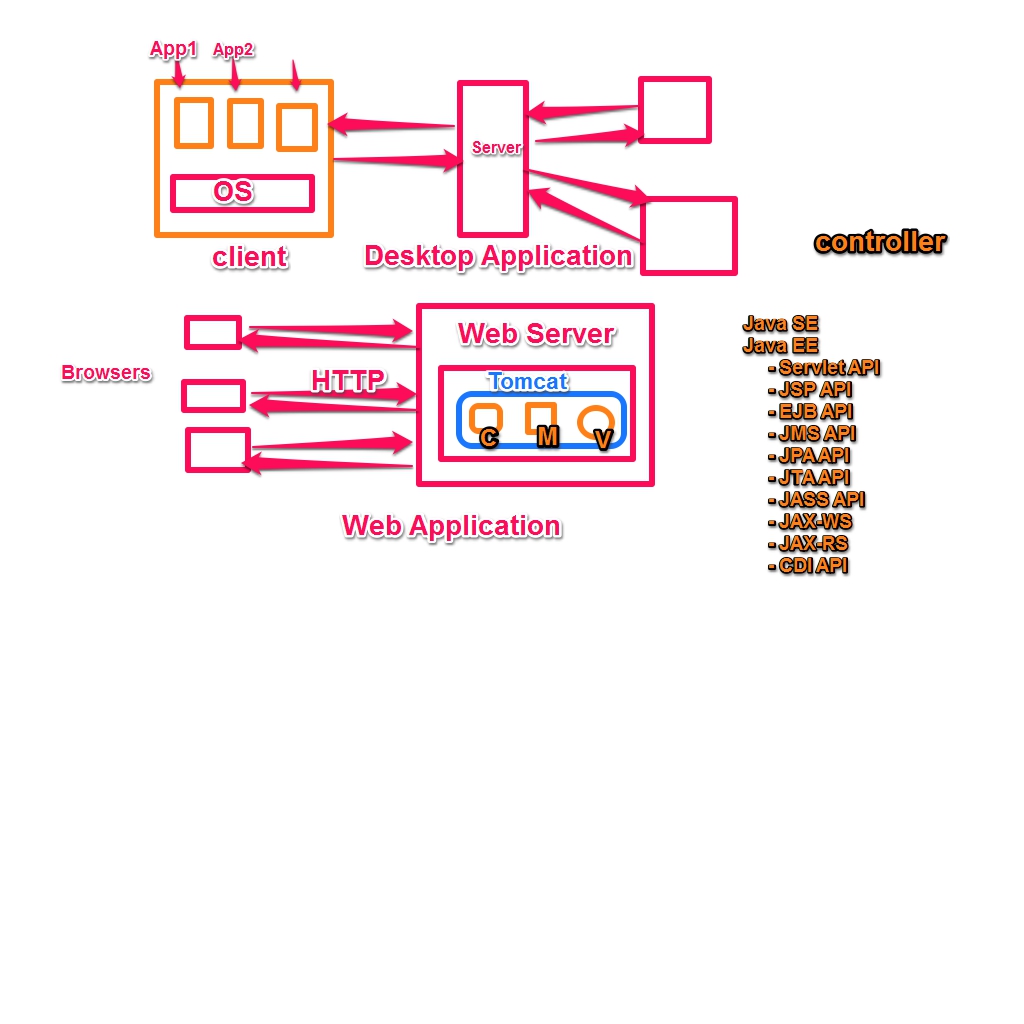 App1 App2
Server
OS
client
Desktop Application
controller
Web Server
Browsers
HTTP
Tomcat
C M V
Web Application
Java SE
Java EE
- Servlet API
- JSP API
- EJB API
- JMS API
- JPA API
- JTA API
- JASS API
- JAX-WS
- JAX-RS
- CDI API